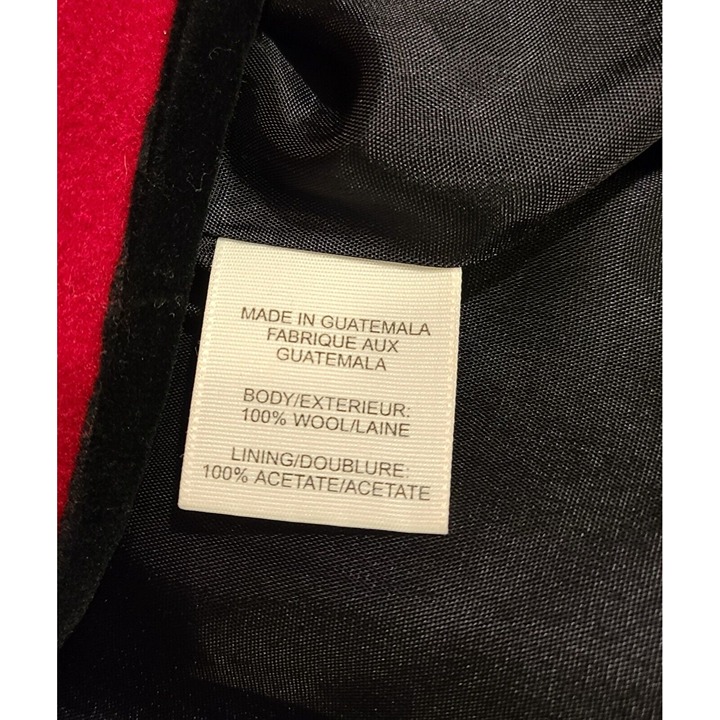 MADE IN GUATEMALA
FABRIQUE AUX
GUATEMALA
BODY/EXTERIEUR:
100% WOOL/LAINE
LINING/DOUBLURE:
100% ACETATE/ACETATE